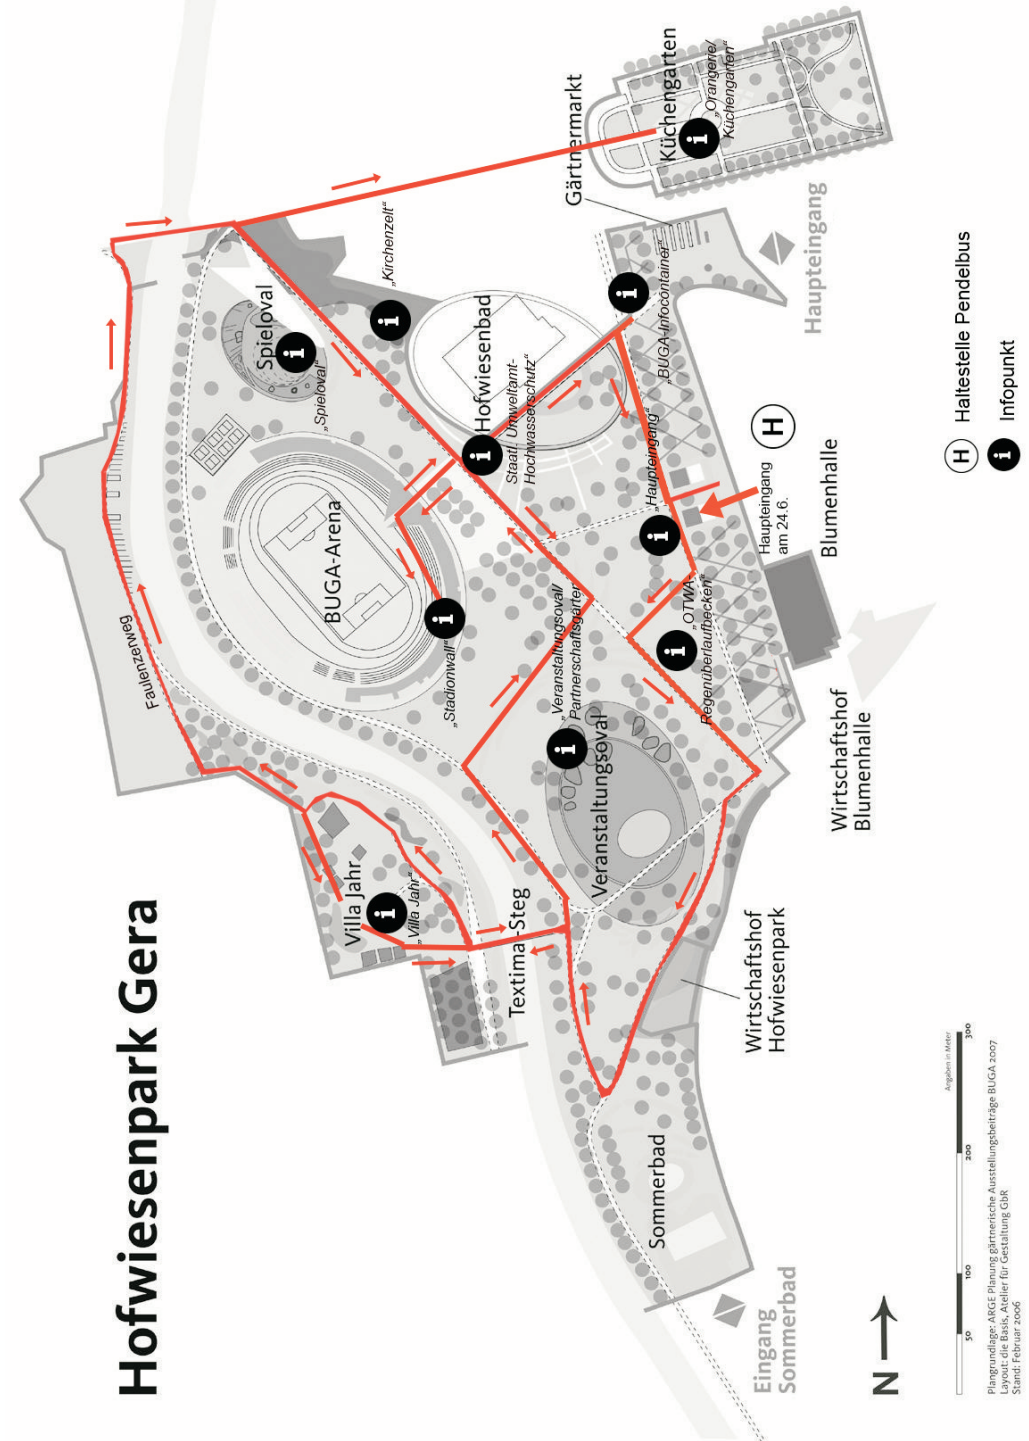 Hofwiesenpark Gera
Faulenzerweg
Villa Jahr
„Villa Jahr“
Textima-Steg
BUGA-Arena
„Stadionwall“
Spieloval
„Spieloval“
„Kirchenzelt“
Hofwiesenbad
Staatl. Umweltamt-
Hochwasserschutz“
Gärtnermarkt
Küchengarten
„Orangerie/
Küchengarten“
„BUGA-Infocontainer“
Haupteingang
„Haupteingang“
H
Haupteingang
am 24.6.
Blumenhalle
„OTWA
Regenüberlaufbecken“
„Veranstaltungsoval/
Partnerschaftsgärten
Veranstaltungsoval
Wirtschaftshof
Blumenhalle
Wirtschaftshof
Hofwiesenpark
Sommerbad
Eingang
Sommerbad
N
H Haltestelle Pendelbus
i Infopunkt
Angaben in Meter
50 100 200 300
Plangrundlage: ARGE Planung gärtnerische Ausstellungsbeiträge BUGA 2007
Layout: die Basis, Atelier für Gestaltung GbR
Stand: Februar 2006